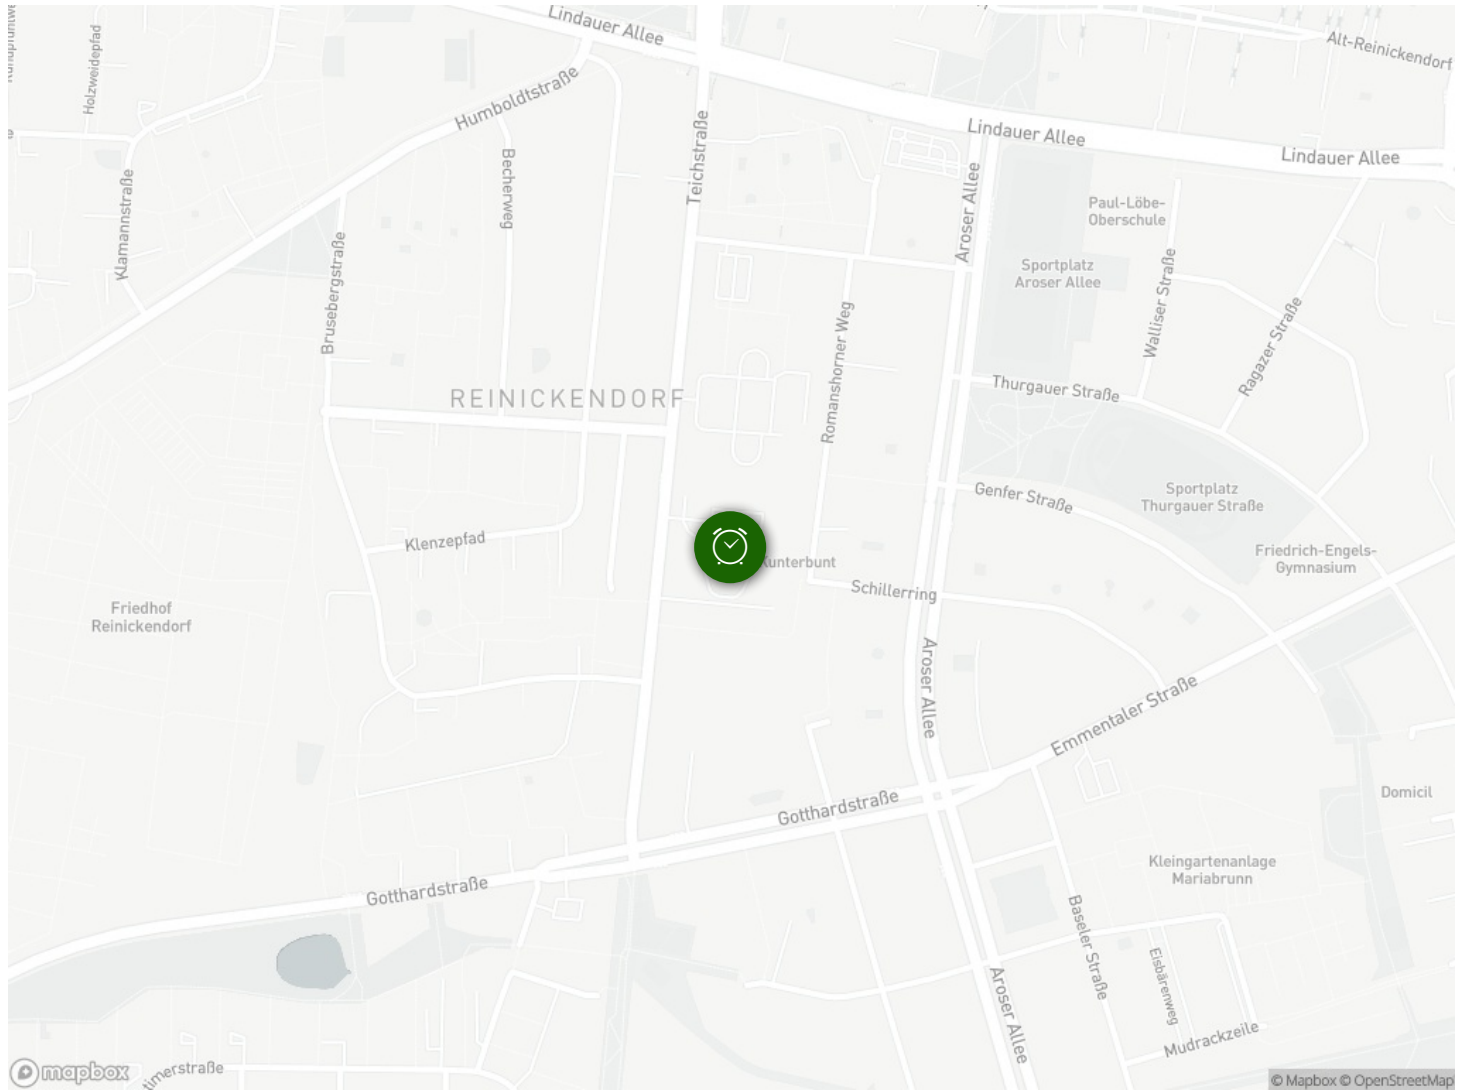 Lindauer Allee
Alt-Reinickendorf
Holzweidepfad
Humboldtstraße
Teichstraße
Lindauer Allee
Lindauer Allee
Becherweg
Klamannstraße
Aroser Allee
Paul-Löbe-
Oberschule
Brusebergstraße
Sportplatz
Aroser Allee
Walliser Straße
Romanshorner Weg
Ragazer Straße
REINICKENDORF
Thurgauer Straße
Genfer Straße
Sportplatz
Thurgauer Straße
Klenzepfad
Kunterbunt
Friedrich-Engels-
Gymnasium
Schillerring
Friedhof
Reinickendorf
Aroser Allee
Emmentaler Straße
Gotthardstraße
Domicil
Kleingartenanlage
Mariabrunn
Gotthardstraße
Baseler Straße
Eisbärenweg
Aroser Allee
Mudrackzeile
mapbox
timerstraße
© Mapbox © OpenStreetMap